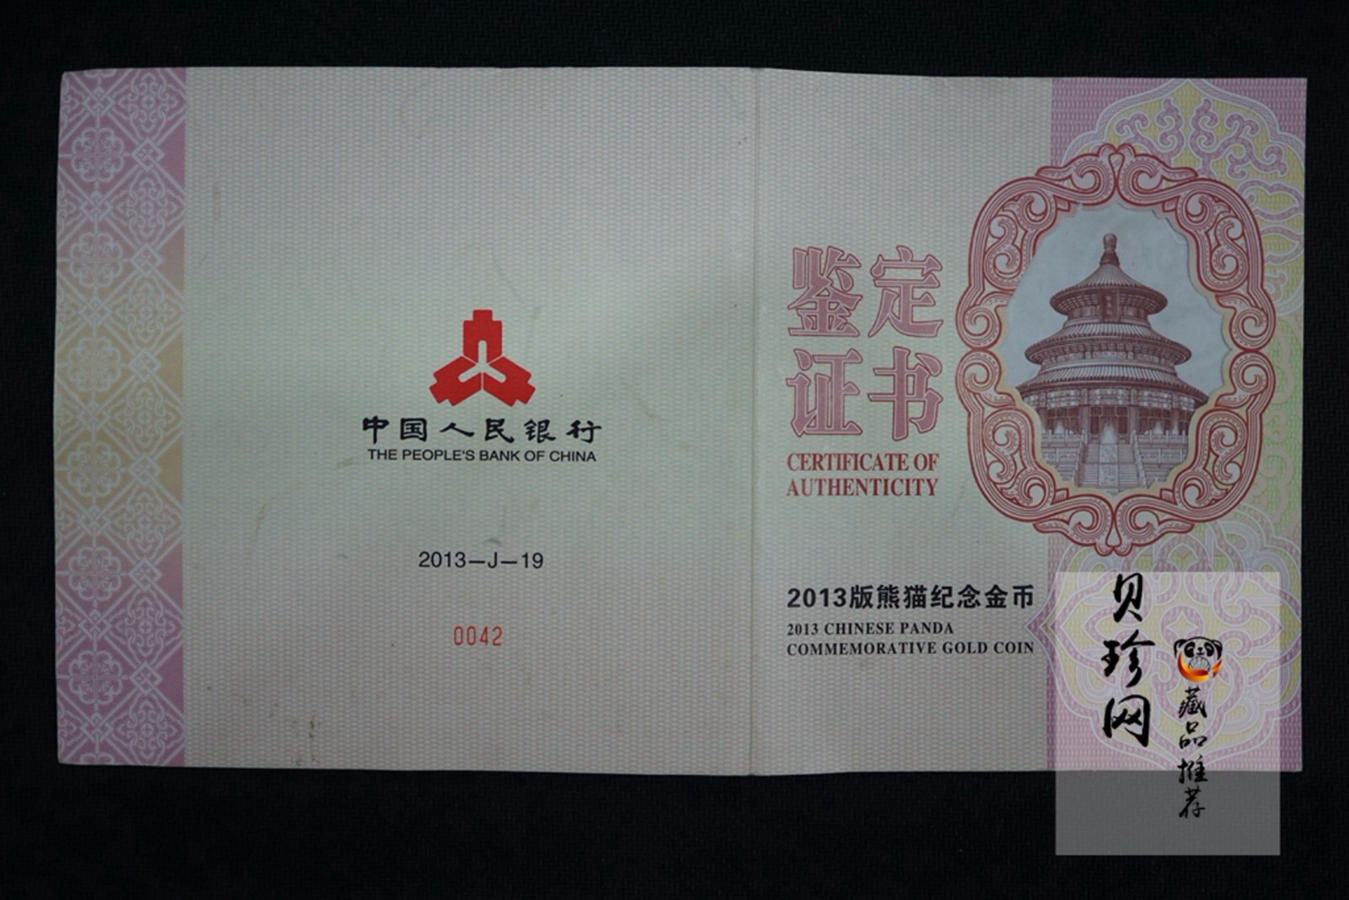 中国人民银行
THE PEOPLE'S BANK OF CHINA
2013—J—19
0042
鉴定
证书
CERTIFICATE OF
AUTHENTICITY
2013版熊猫纪念金币
2013 CHINESE PANDA
COMMEMORATIVE GOLD COIN
贝珍网
藏品推荐